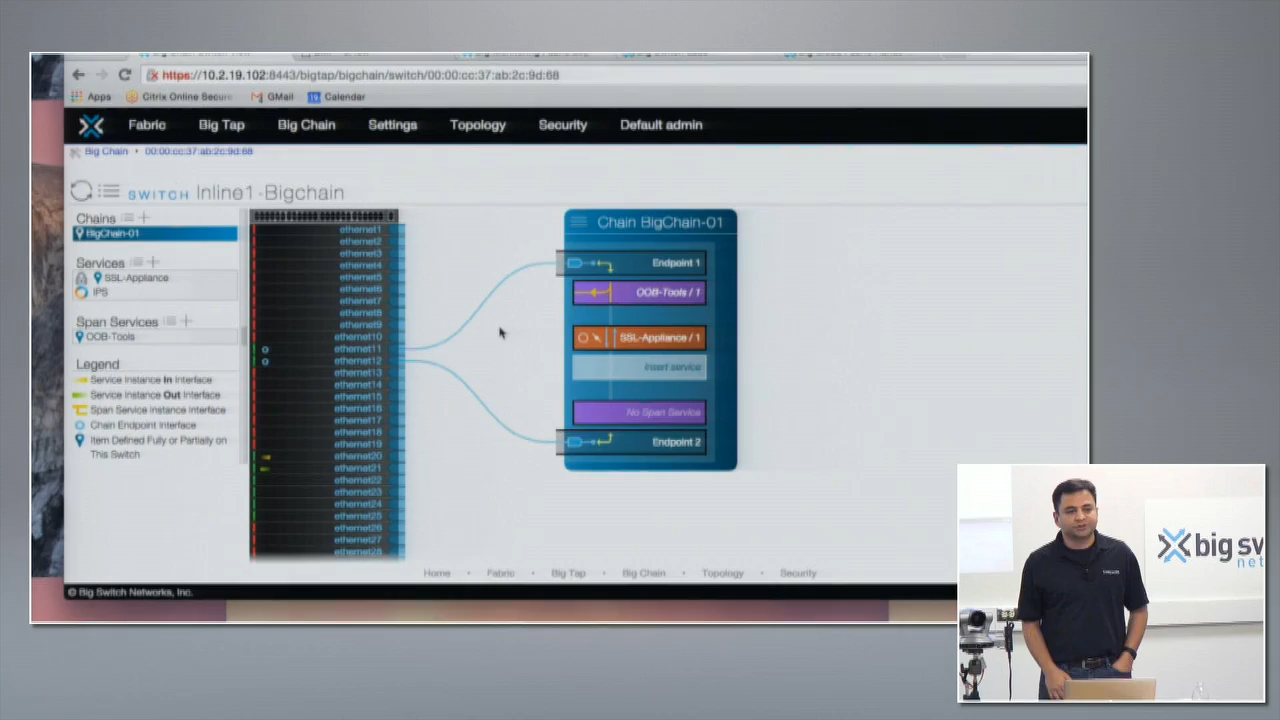 https://10.2.19.102:8443/bigtap/bigchain/switch/00:00:cc:37:ab:2c:9d:68
Apps Citrix Online Secure GMail 19 Calendar
Fabric Big Tap Big Chain Settings Topology Security Default admin
Big Chain • 00:00:cc:37:ab:2c:9d:68
SWITCH Inline1-Bigchain
Chains
BigChain-01
Services
SSL-Appliance
IPS
Span Services
OOB-Tools
Legend
Service Instance In Interface
Service Instance Out Interface
Span Service Instance Interface
Chain Endpoint Interface
Item Defined Fully or Partially on
This Switch
ethernet1
ethernet2
ethernet3
ethernet4
ethernet5
ethernet6
ethernet7
ethernet8
ethernet9
ethernet10
ethernet11
ethernet12
ethernet13
ethernet14
ethernet15
ethernet16
ethernet17
ethernet18
ethernet19
ethernet20
ethernet21
ethernet22
ethernet23
ethernet24
ethernet25
ethernet26
ethernet27
ethernet28
Chain BigChain-01
Endpoint 1
OOB-Tools / 1
SSL-Appliance / 1
Insert service
No Span Service
Endpoint 2
Home • Fabric • Big Tap • Big Chain • Topology • Security
© Big Switch Networks, Inc.
big sw
net